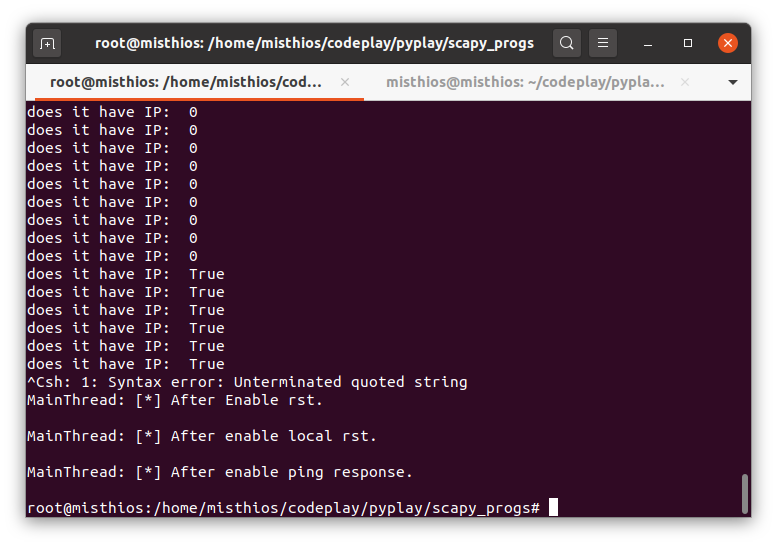 root@misthios: /home/misthios/codeplay/pyplay/scapy_progs
root@misthios: /home/misthios/cod...
misthios@misthios: ~/codeplay/pypla...
does it have IP:  0
does it have IP:  0
does it have IP:  0
does it have IP:  0
does it have IP:  0
does it have IP:  0
does it have IP:  0
does it have IP:  0
does it have IP:  0
does it have IP:  True
does it have IP:  True
does it have IP:  True
does it have IP:  True
does it have IP:  True
does it have IP:  True
^Csh: 1: Syntax error: Unterminated quoted string
MainThread: [*] After Enable rst.
MainThread: [*] After enable local rst.
MainThread: [*] After enable ping response.
root@misthios:/home/misthios/codeplay/pyplay/scapy_progs#